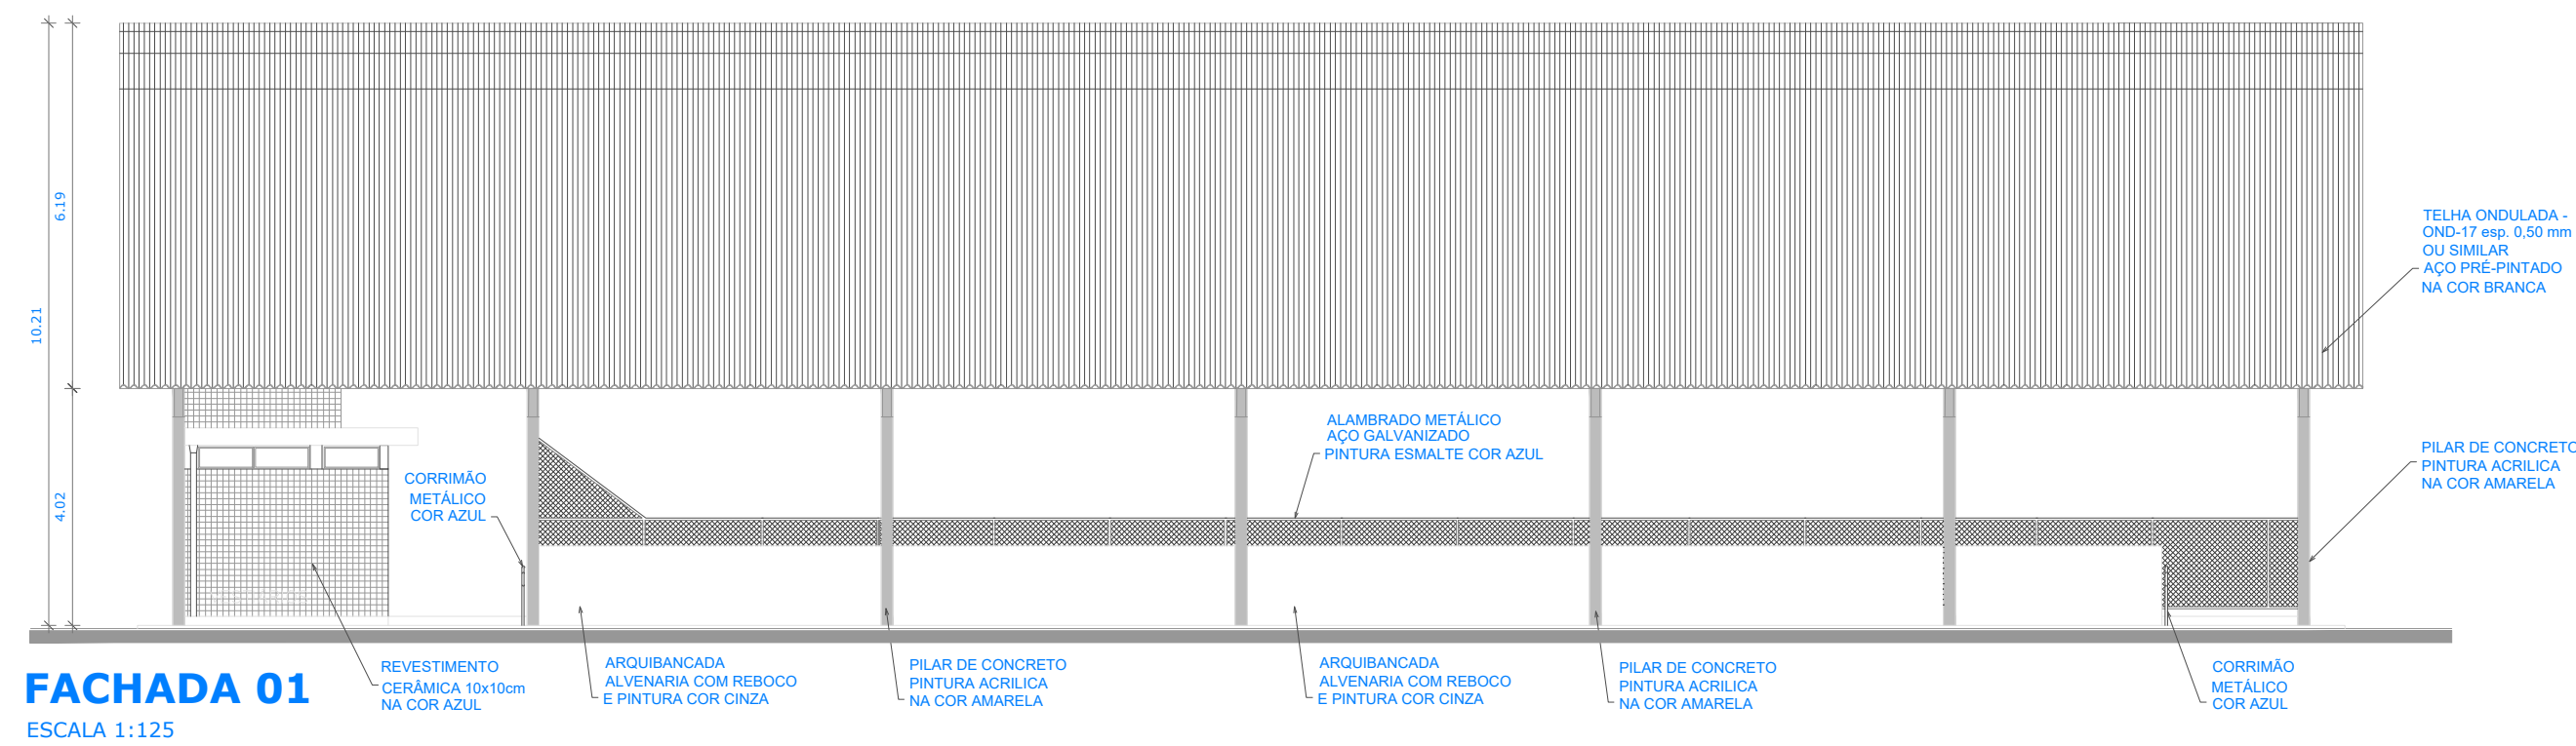 6.19
10.21
4.02
TELHA ONDULADA -
OND-17 esp. 0,50 mm
OU SIMILAR
AÇO PRÉ-PINTADO
NA COR BRANCA
ALAMBRADO METÁLICO
AÇO GALVANIZADO
PINTURA ESMALTE COR AZUL
PILAR DE CONCRETO
PINTURA ACRILICA
NA COR AMARELA
CORRIMÃO
METÁLICO
COR AZUL
REVESTIMENTO
CERÂMICA 10x10cm
NA COR AZUL
ARQUIBANCADA
ALVENARIA COM REBOCO
E PINTURA COR CINZA
PILAR DE CONCRETO
PINTURA ACRILICA
NA COR AMARELA
ARQUIBANCADA
ALVENARIA COM REBOCO
E PINTURA COR CINZA
PILAR DE CONCRETO
PINTURA ACRILICA
NA COR AMARELA
CORRIMÃO
METÁLICO
COR AZUL
FACHADA 01
ESCALA 1:125